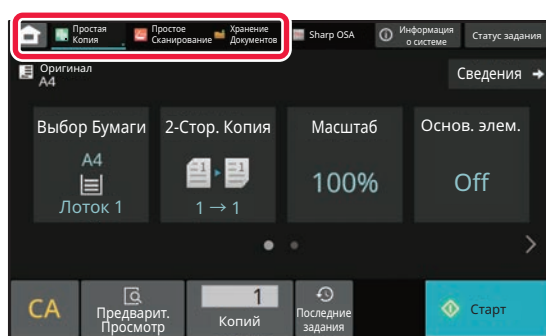 Простая
Копия
Простое
Сканирование
Хранение
Документов
Sharp OSA
Информация
о системе
Статус задания
Оригинал
A4
Сведения
Выбор Бумаги
A4
Лоток 1
2-Стор. Копия
1 → 1
Масштаб
100%
Основ. элем.
Off
CA
Предварит.
Просмотр
1
Копий
Последние
задания
Старт